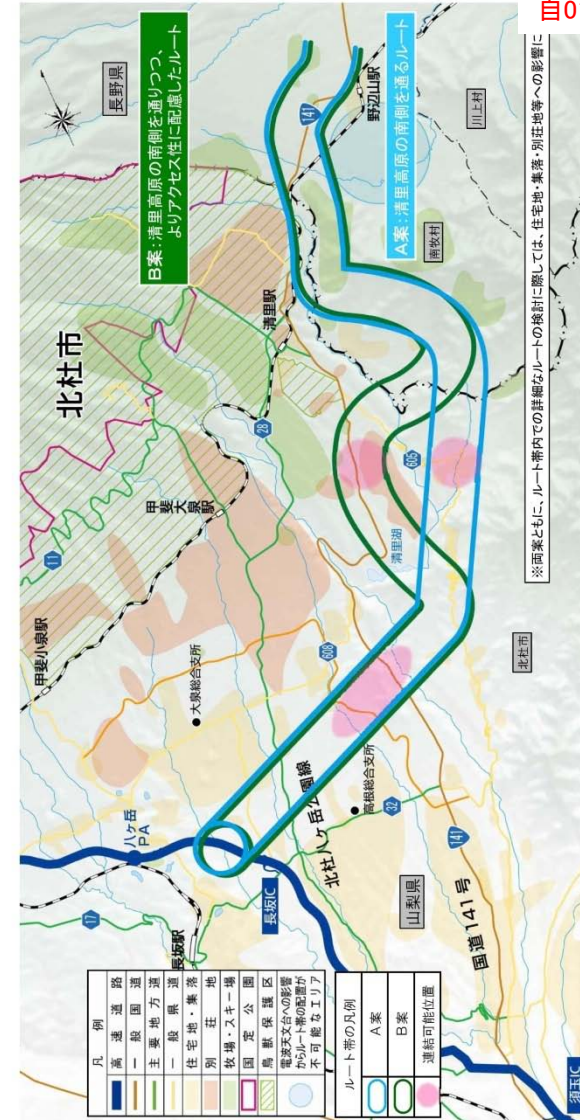 自0
長野県
B案:清里高原の南側を通りつつ、
よりアクセス性に配慮したルート
A案:清里高原の南側を通るルート
141
野辺山駅
川上村
南牧村
北杜市
清里駅
28
605
清里湖
甲斐
大泉駅
11
甲斐小泉駅
大泉総合支所
608
北杜市
八ヶ岳
PA
高根総合支所
32
北杜八ヶ岳公園線
141
国道141号
山梨県
長坂IC
長坂駅
17
須玉IC
凡例
高速道路
一般国道
主要地方道
一般県道
住宅地・集落
別荘地
牧場・スキー場
国定公園
鳥獣保護区
電波天文台への影響
からルート帯の配置が
不可能なエリア
ルート帯の凡例
A案
B案
連結可能位置
※両案ともに、ルート帯内での詳細なルートの検討に際しては、住宅地・集落・別荘地等への影響に